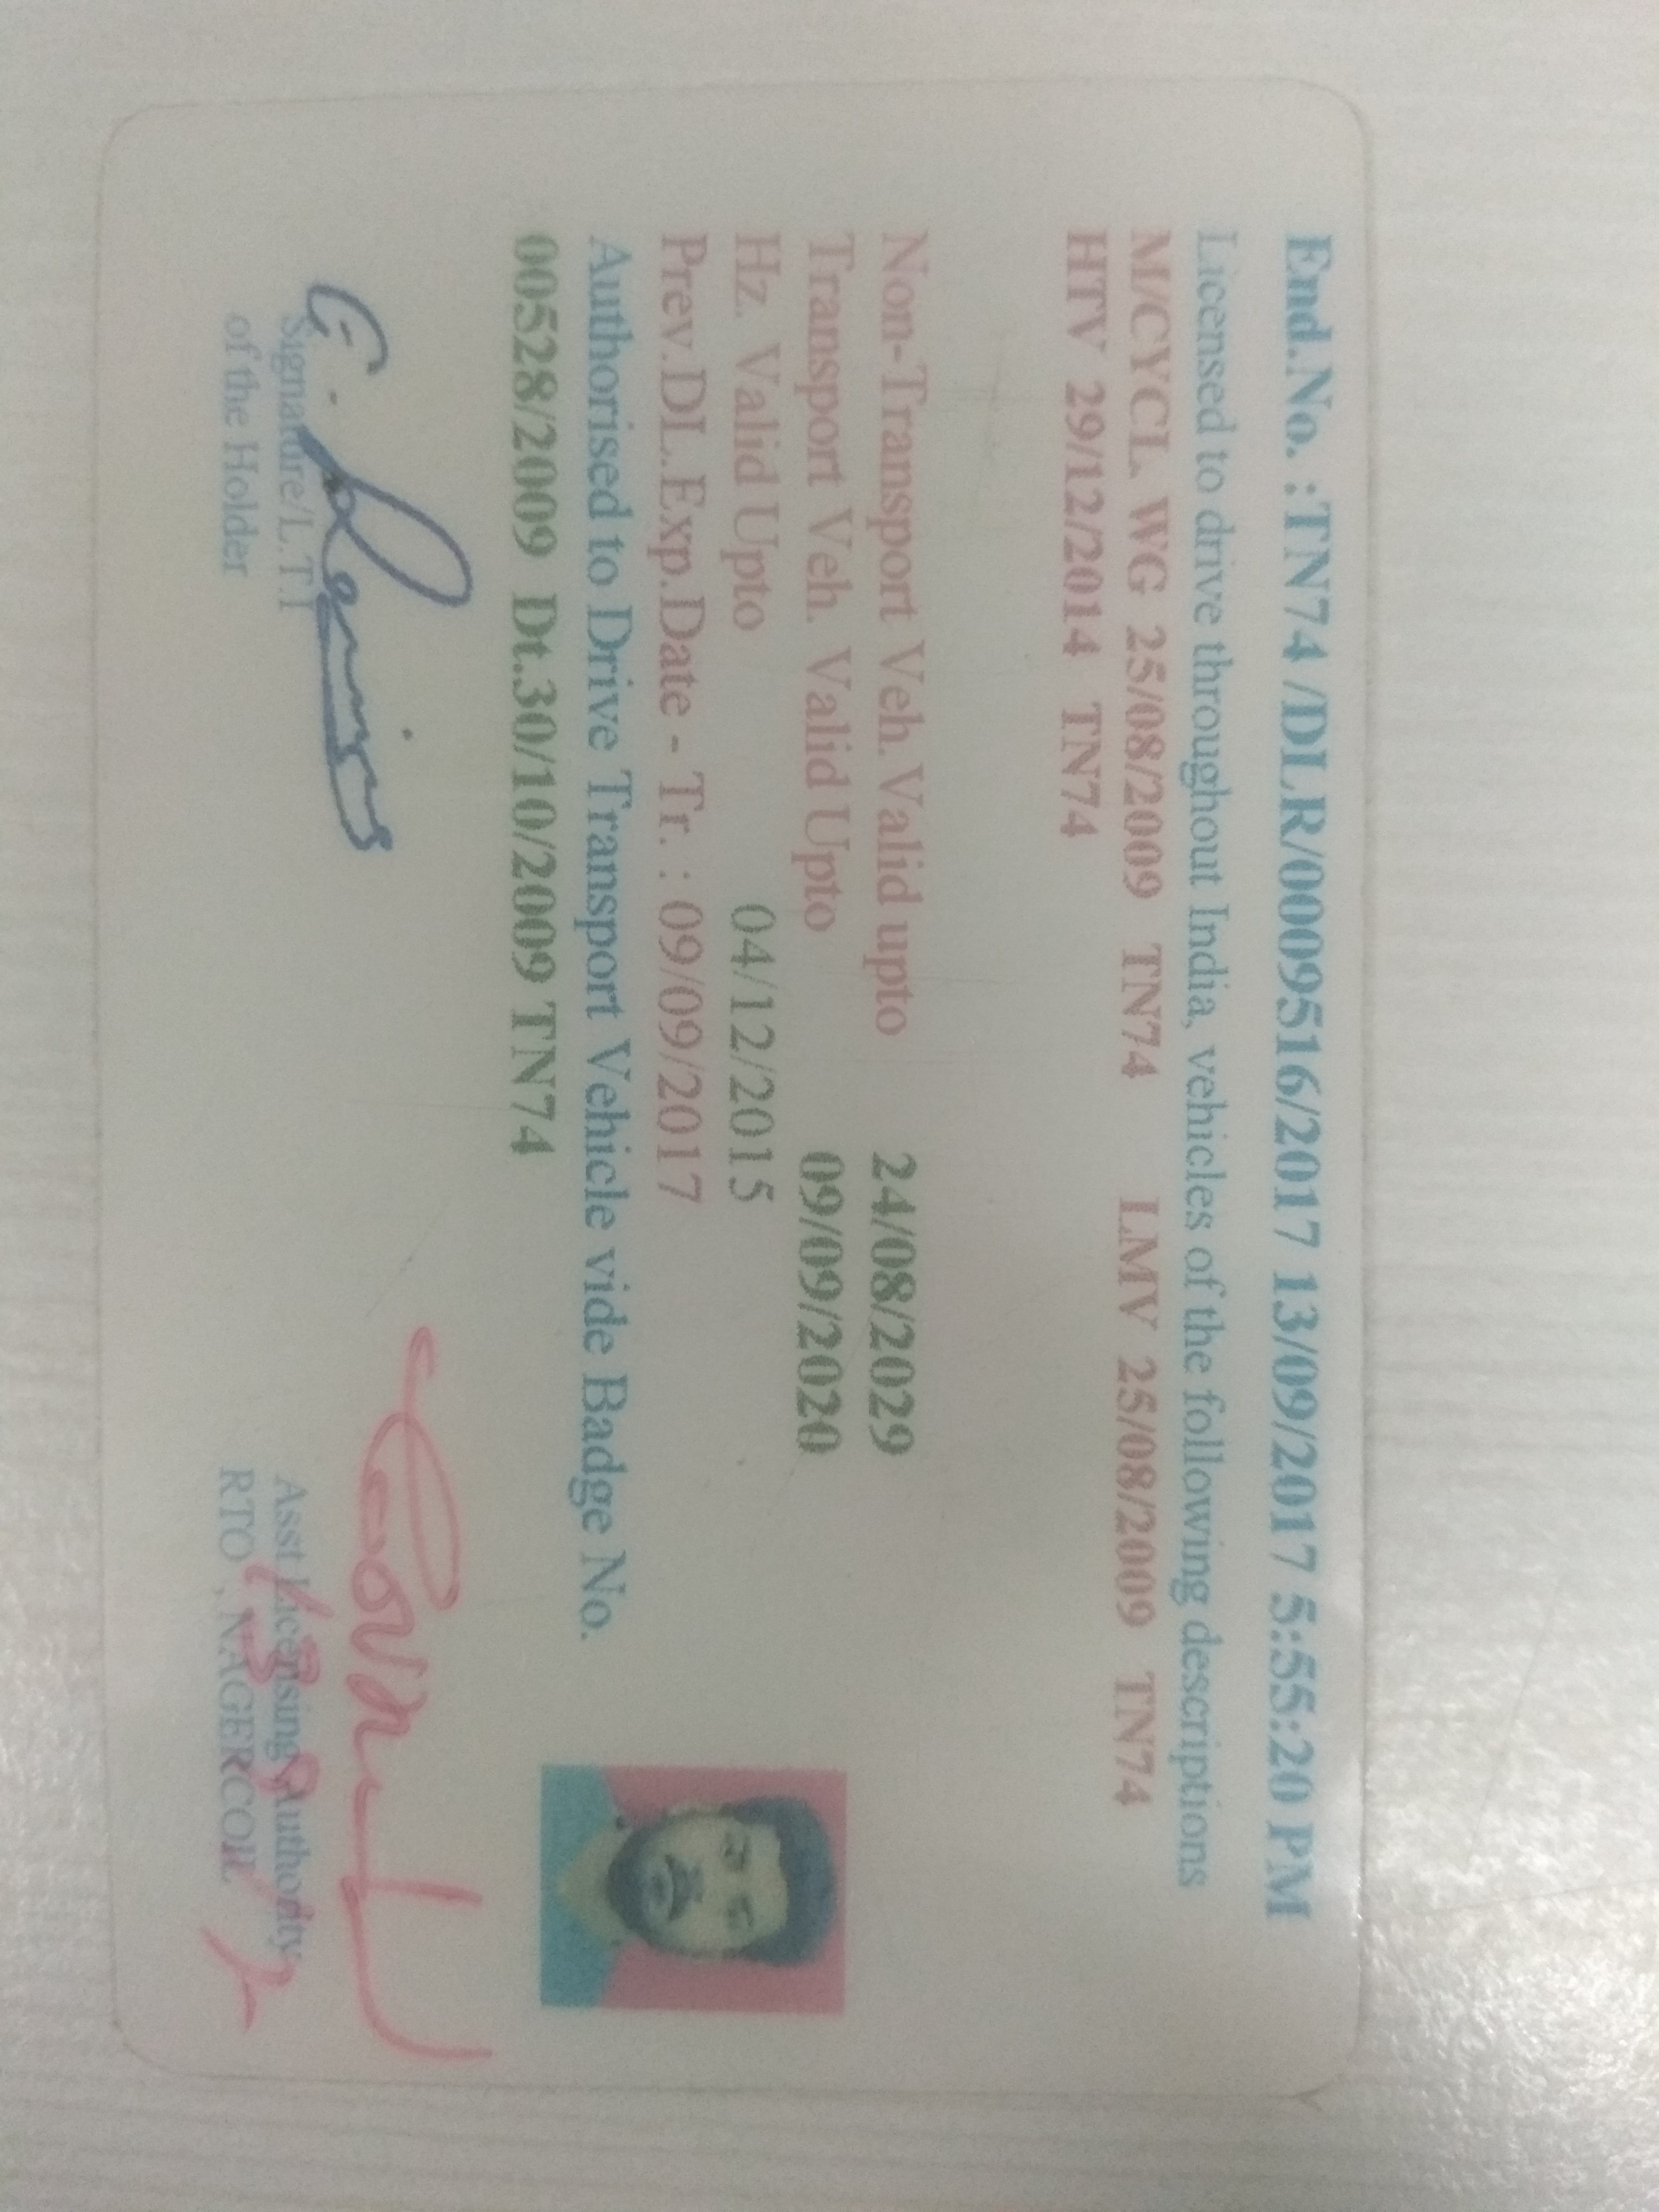 End.No. :TN74 /DLR/0009516/2017 13/09/2017 5:55:20 PM
Licensed to drive throughout India, vehicles of the following descriptions
M/CYCL. WG 25/08/2009 TN74 LMV 25/08/2009 TN74
HTV 29/12/2014 TN74
Non-Transport Veh.Valid upto 24/08/2029
Transport Veh. Valid Upto 09/09/2020
Hz. Valid Upto 04/12/2015
Prev.DL.Exp.Date - Tr. : 09/09/2017
Authorised to Drive Transport Vehicle vide Badge No.
00528/2009 Dt.30/10/2009 TN74
Signature/L.T.I
of the Holder
Asst Licensing Authority
RTO , NAGERCOIL